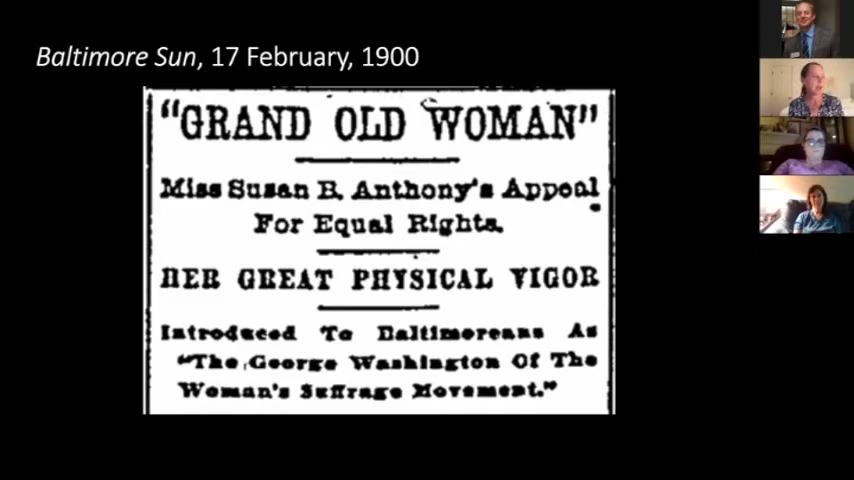 Baltimore Sun, 17 February, 1900
"GRAND OLD WOMAN"
Miss Susan B. Anthony's Appeal
For Equal Rights.
HER GREAT PHYSICAL VIGOR
Introduced To Baltimoreans As
"The George Washington Of The
Woman's Suffrage Movement."